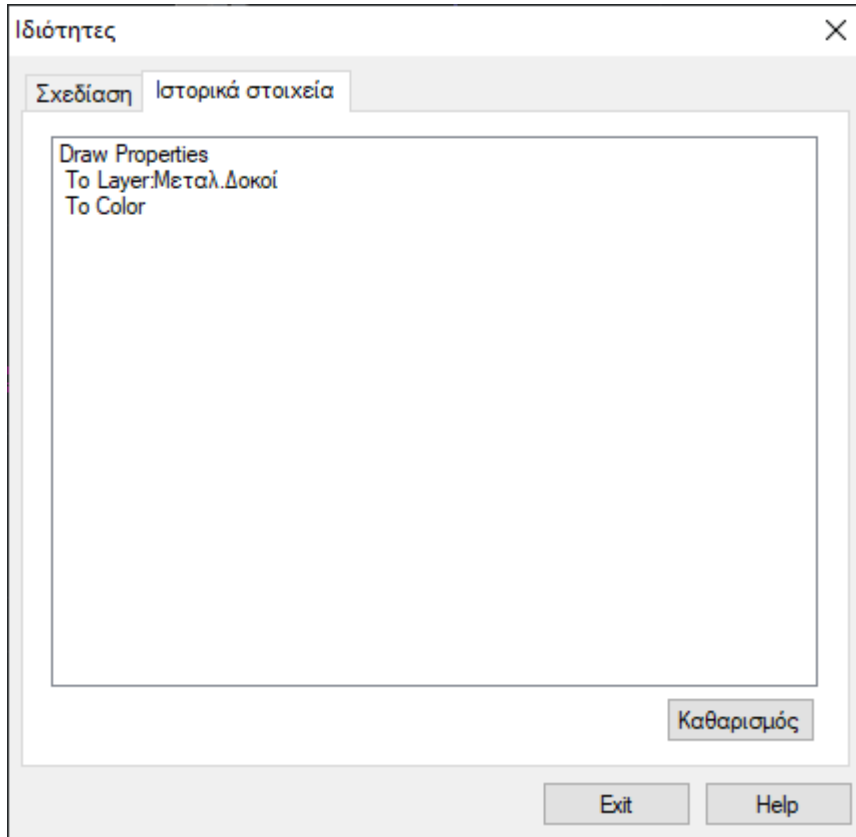 Ιδιότητες
Σχεδίαση Ιστορικά στοιχεία
Draw Properties
To Layer:Μεταλ.Δοκοί
To Color
Καθαρισμός
Exit Help